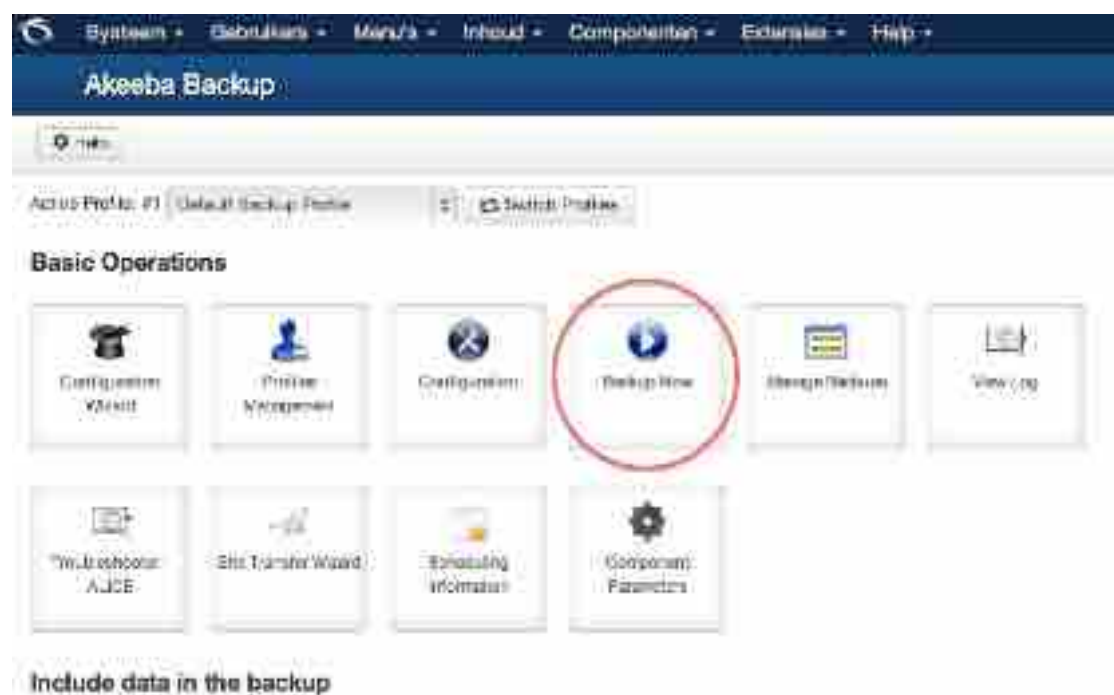 Systeem Gebruikers Menu's Inhoud Componenten Extensies Help
Akeeba Backup
Help
Active Profile: #1 Default Backup Profile Switch Profiles
Basic Operations
Configuration Wizard
Profiles Management
Configuration
Backup Now
Manage Backups
View Log
Troubleshooter ALICE
Site Transfer Wizard
Scheduling Information
Component Parameters
Include data in the backup